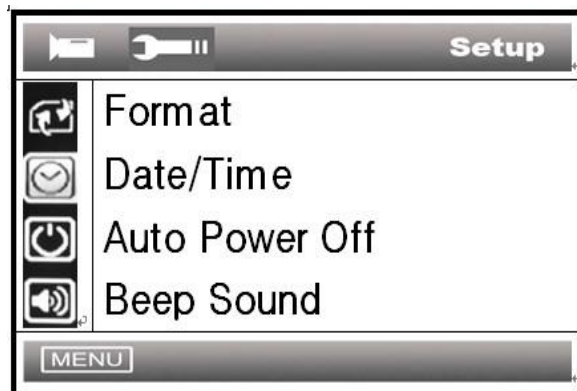 Setup
Format
Date/Time
Auto Power Off
Beep Sound
MENU